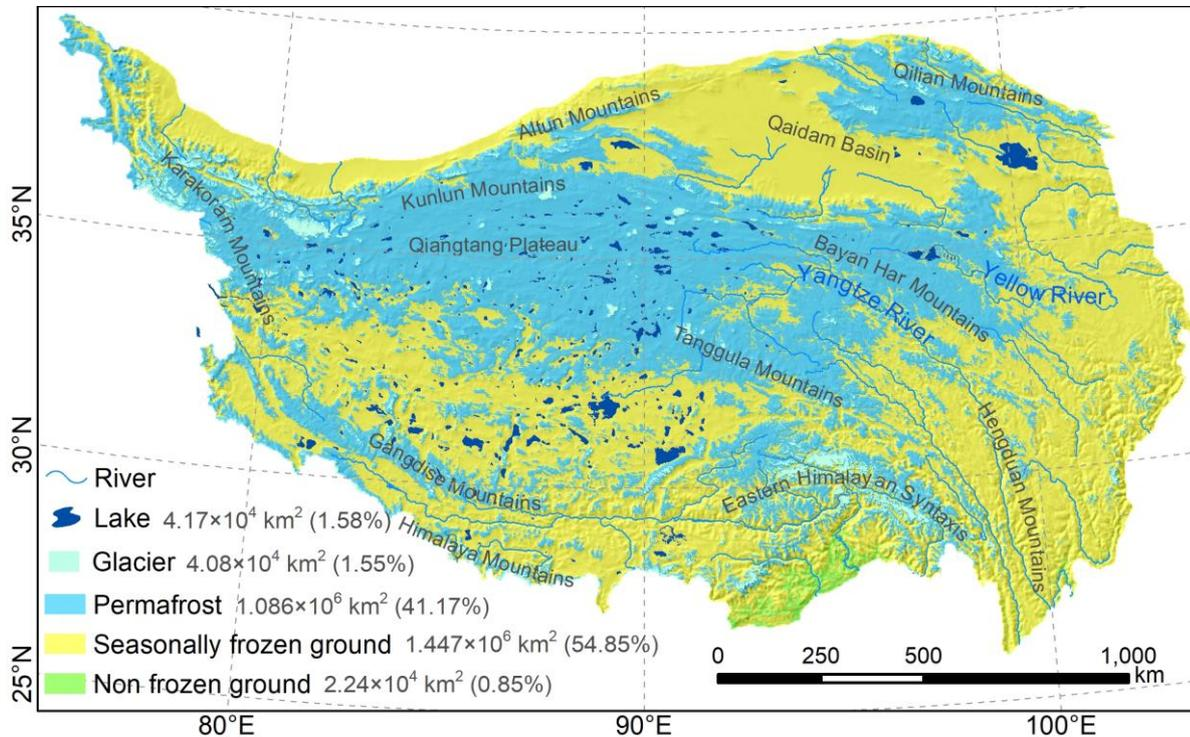 Qilian Mountains
Altun Mountains
Qaidam Basin
Karakoram Mountains
Kunlun Mountains
Qiangtang Plateau
Bayan Har Mountains
Yellow River
Yangtze River
Tanggula Mountains
Hengduan Mountains
Gangdise Mountains
Eastern Himalayan Syntaxis
Himalaya Mountains
River
Lake 4.17×10⁴ km² (1.58%)
Glacier 4.08×10⁴ km² (1.55%)
Permafrost 1.086×10⁶ km² (41.17%)
Seasonally frozen ground 1.447×10⁶ km² (54.85%)
Non frozen ground 2.24×10⁴ km² (0.85%)
0 250 500 1,000
km
35°N
30°N
25°N
80°E 90°E 100°E